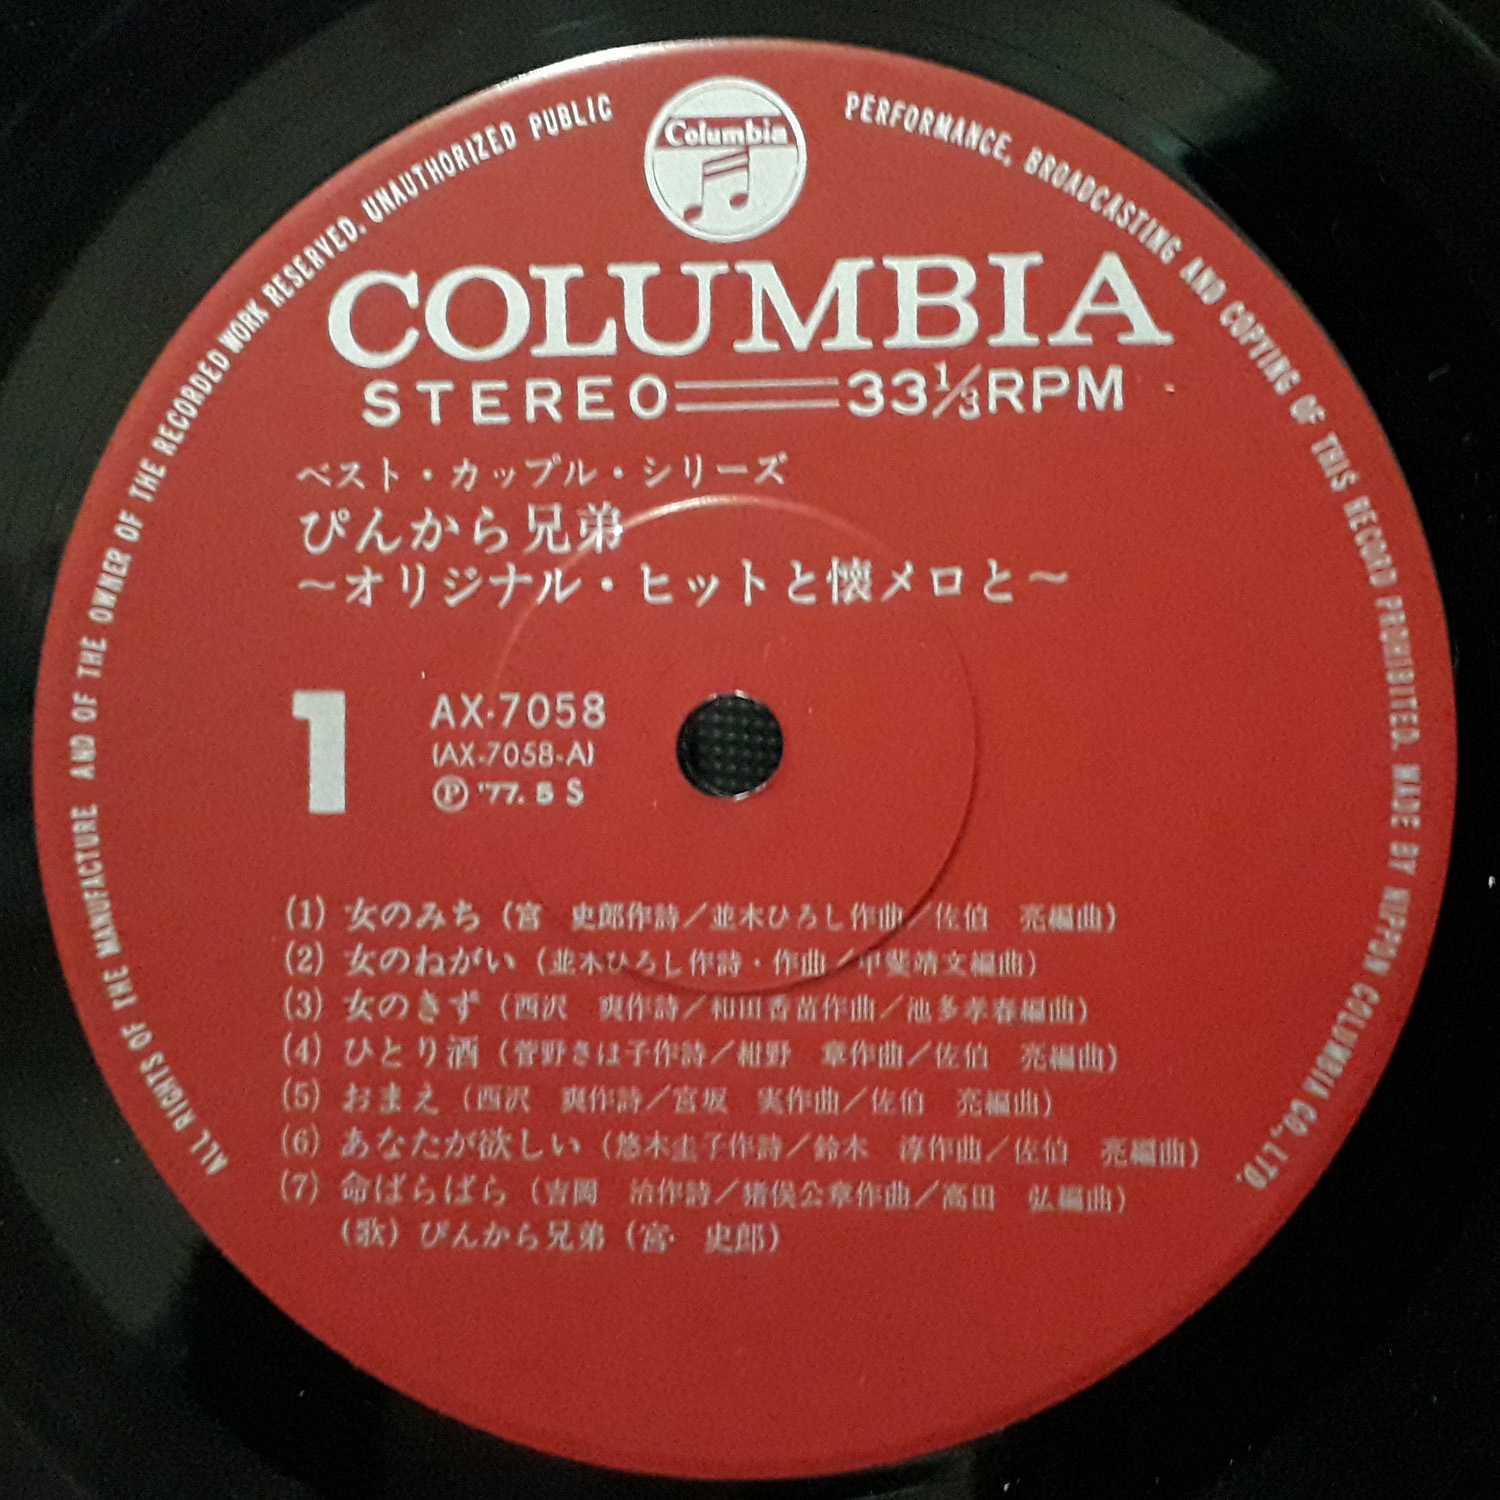 Columbia
COLUMBIA
STEREO 33 1/3 RPM
ベスト・カップル・シリーズ
ぴんから兄弟
〜オリジナル・ヒットと懐メロと〜
1
AX-7058
(AX-7058-A)
Ⓟ '77. 5 S
(1) 女のみち (宮 史郎作詩/並木ひろし作曲/佐伯 亮編曲)
(2) 女のねがい (並木ひろし作詩・作曲/甲斐靖文編曲)
(3) 女のきず (西沢 爽作詩/和田香苗作曲/池多孝春編曲)
(4) ひとり酒 (菅野さほ子作詩/紺野 章作曲/佐伯 亮編曲)
(5) おまえ (西沢 爽作詩/宮坂 実作曲/佐伯 亮編曲)
(6) あなたが欲しい (悠木圭子作詩/鈴木 淳作曲/佐伯 亮編曲)
(7) 命ばらばら (吉岡 治作詩/猪俣公章作曲/高田 弘編曲)
(歌) ぴんから兄弟 (宮 史郎)
ALL RIGHTS OF THE MANUFACTURE AND OF THE OWNER OF THE RECORDED WORK RESERVED. UNAUTHORIZED PUBLIC PERFORMANCE, BROADCASTING AND COPYING OF THIS RECORD PROHIBITED. MADE BY NIPPON COLUMBIA CO., LTD.